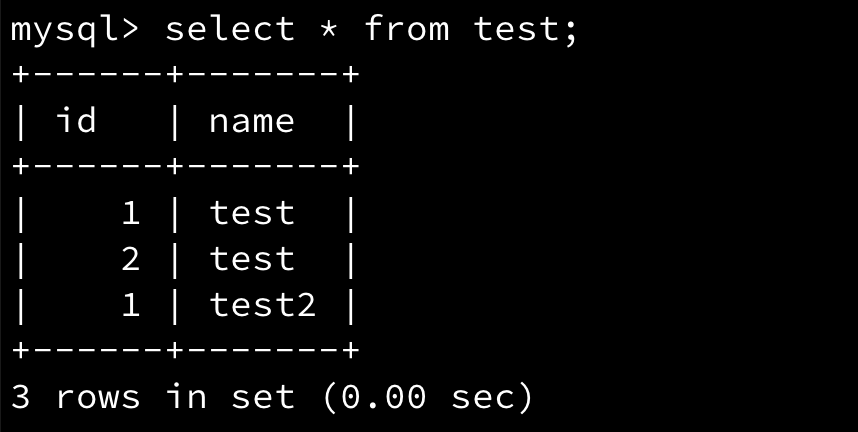 mysql> select * from test;
+------+-------+
| id   | name  |
+------+-------+
|    1 | test  |
|    2 | test  |
|    1 | test2 |
+------+-------+
3 rows in set (0.00 sec)